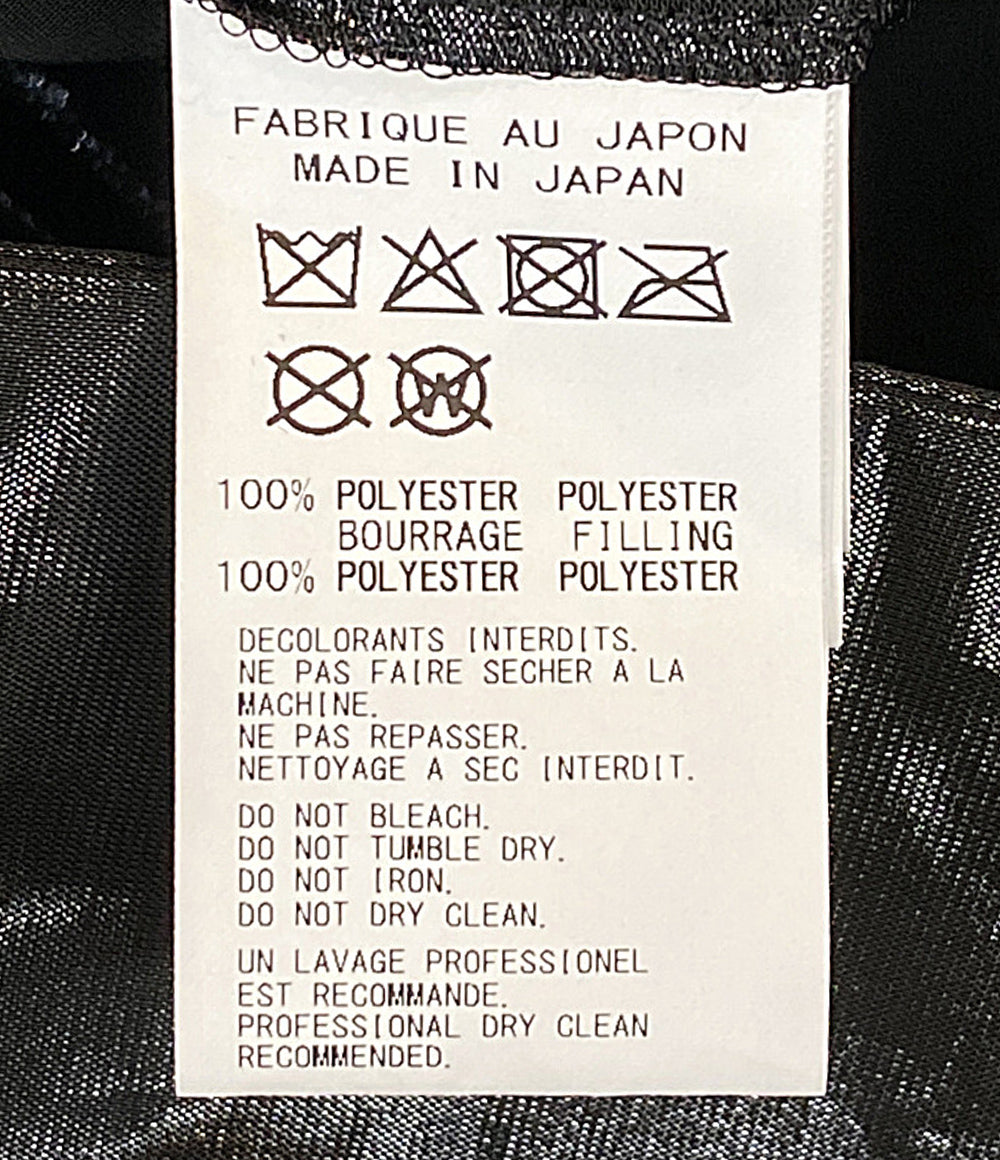 FABRIQUE AU JAPON
MADE IN JAPAN
W
100% POLYESTER POLYESTER
BOURRAGE FILLING
100% POLYESTER POLYESTER
DECOLORANTS INTERDITS.
NE PAS FAIRE SECHER A LA
MACHINE.
NE PAS REPASSER.
NETTOYAGE A SEC INTERDIT.
DO NOT BLEACH.
DO NOT TUMBLE DRY.
DO NOT IRON.
DO NOT DRY CLEAN.
UN LAVAGE PROFESSIONEL
EST RECOMMANDE.
PROFESSIONAL DRY CLEAN
RECOMMENDED.